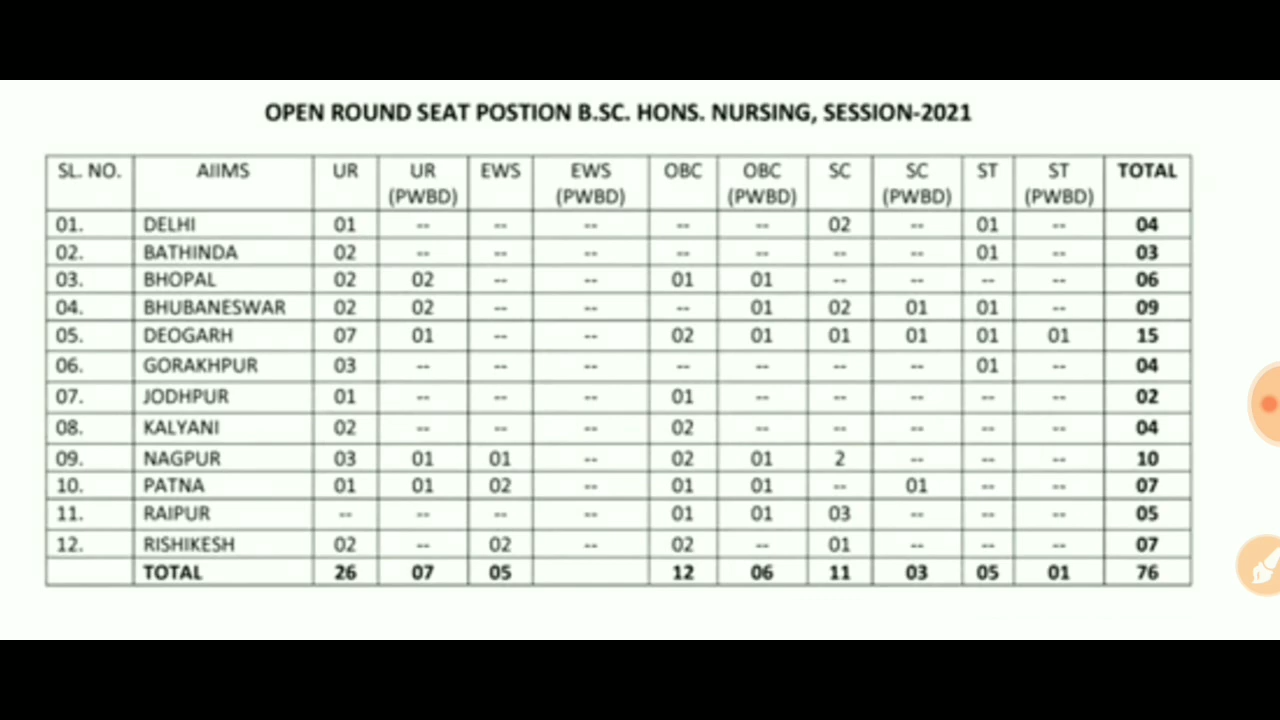 OPEN ROUND SEAT POSTION B.SC. HONS. NURSING, SESSION-2021
SL. NO. AIIMS UR UR (PWBD) EWS EWS (PWBD) OBC OBC (PWBD) SC SC (PWBD) ST ST (PWBD) TOTAL
01. DELHI 01 -- -- -- -- -- 02 -- 01 -- 04
02. BATHINDA 02 -- -- -- -- -- -- -- 01 -- 03
03. BHOPAL 02 02 -- -- 01 01 -- -- -- -- 06
04. BHUBANESWAR 02 02 -- -- -- 01 02 01 01 -- 09
05. DEOGARH 07 01 -- -- 02 01 01 01 01 01 15
06. GORAKHPUR 03 -- -- -- -- -- -- -- 01 -- 04
07. JODHPUR 01 -- -- -- 01 -- -- -- -- -- 02
08. KALYANI 02 -- -- -- 02 -- -- -- -- -- 04
09. NAGPUR 03 01 01 -- 02 01 2 -- -- -- 10
10. PATNA 01 01 02 -- 01 01 -- 01 -- -- 07
11. RAIPUR -- -- -- -- 01 01 03 -- -- -- 05
12. RISHIKESH 02 -- 02 -- 02 -- 01 -- -- -- 07
TOTAL 26 07 05 12 06 11 03 05 01 76